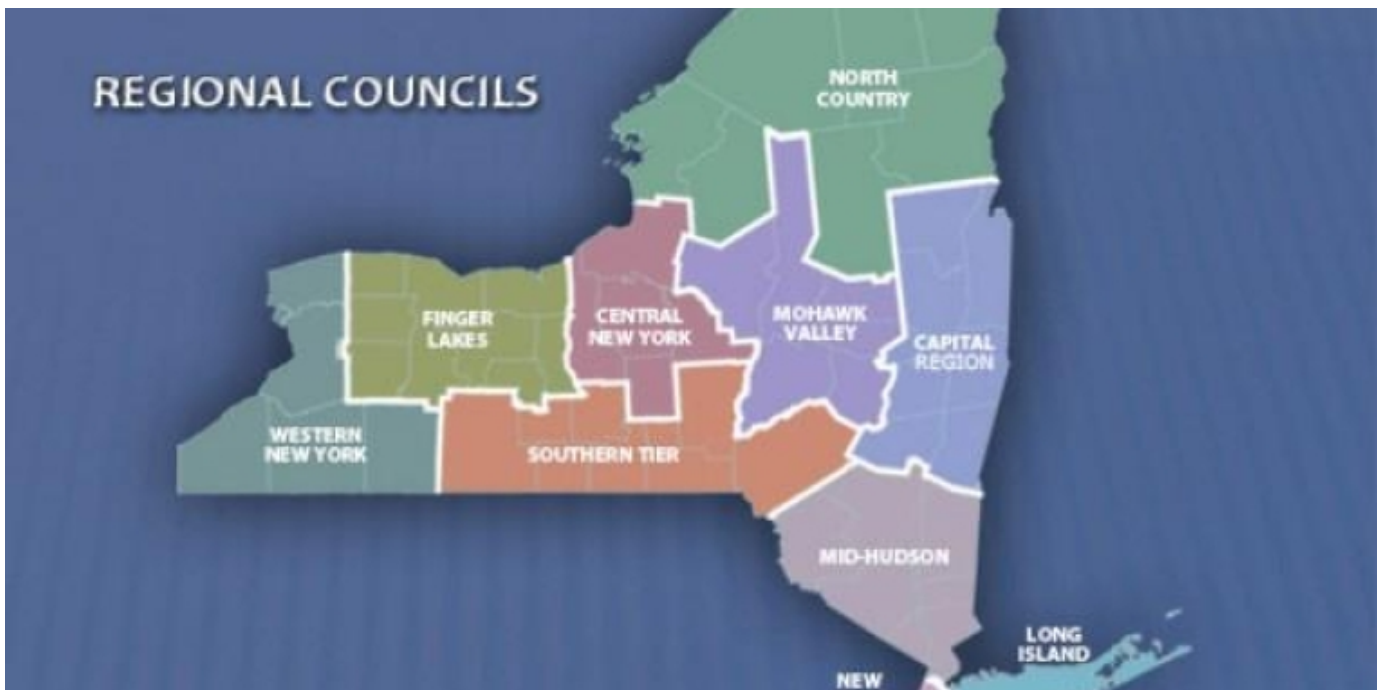 REGIONAL COUNCILS
NORTH
COUNTRY
FINGER
LAKES
CENTRAL
NEW YORK
MOHAWK
VALLEY
CAPITAL
REGION
WESTERN
NEW YORK
SOUTHERN TIER
MID-HUDSON
LONG
ISLAND
NEW